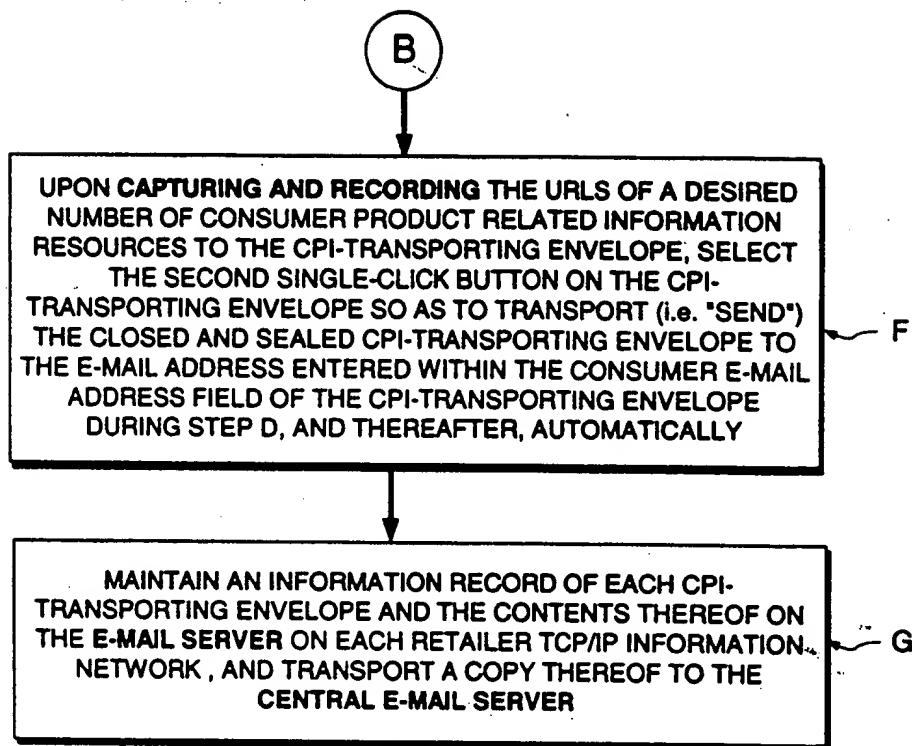 B
UPON CAPTURING AND RECORDING THE URLS OF A DESIRED
NUMBER OF CONSUMER PRODUCT RELATED INFORMATION
RESOURCES TO THE CPI-TRANSPORTING ENVELOPE, SELECT
THE SECOND SINGLE-CLICK BUTTON ON THE CPI-
TRANSPORTING ENVELOPE SO AS TO TRANSPORT (i.e. "SEND")
THE CLOSED AND SEALED CPI-TRANSPORTING ENVELOPE TO
THE E-MAIL ADDRESS ENTERED WITHIN THE CONSUMER E-MAIL
ADDRESS FIELD OF THE CPI-TRANSPORTING ENVELOPE
DURING STEP D, AND THEREAFTER, AUTOMATICALLY
F
MAINTAIN AN INFORMATION RECORD OF EACH CPI-
TRANSPORTING ENVELOPE AND THE CONTENTS THEREOF ON
THE E-MAIL SERVER ON EACH RETAILER TCP/IP INFORMATION
NETWORK , AND TRANSPORT A COPY THEREOF TO THE
CENTRAL E-MAIL SERVER
G